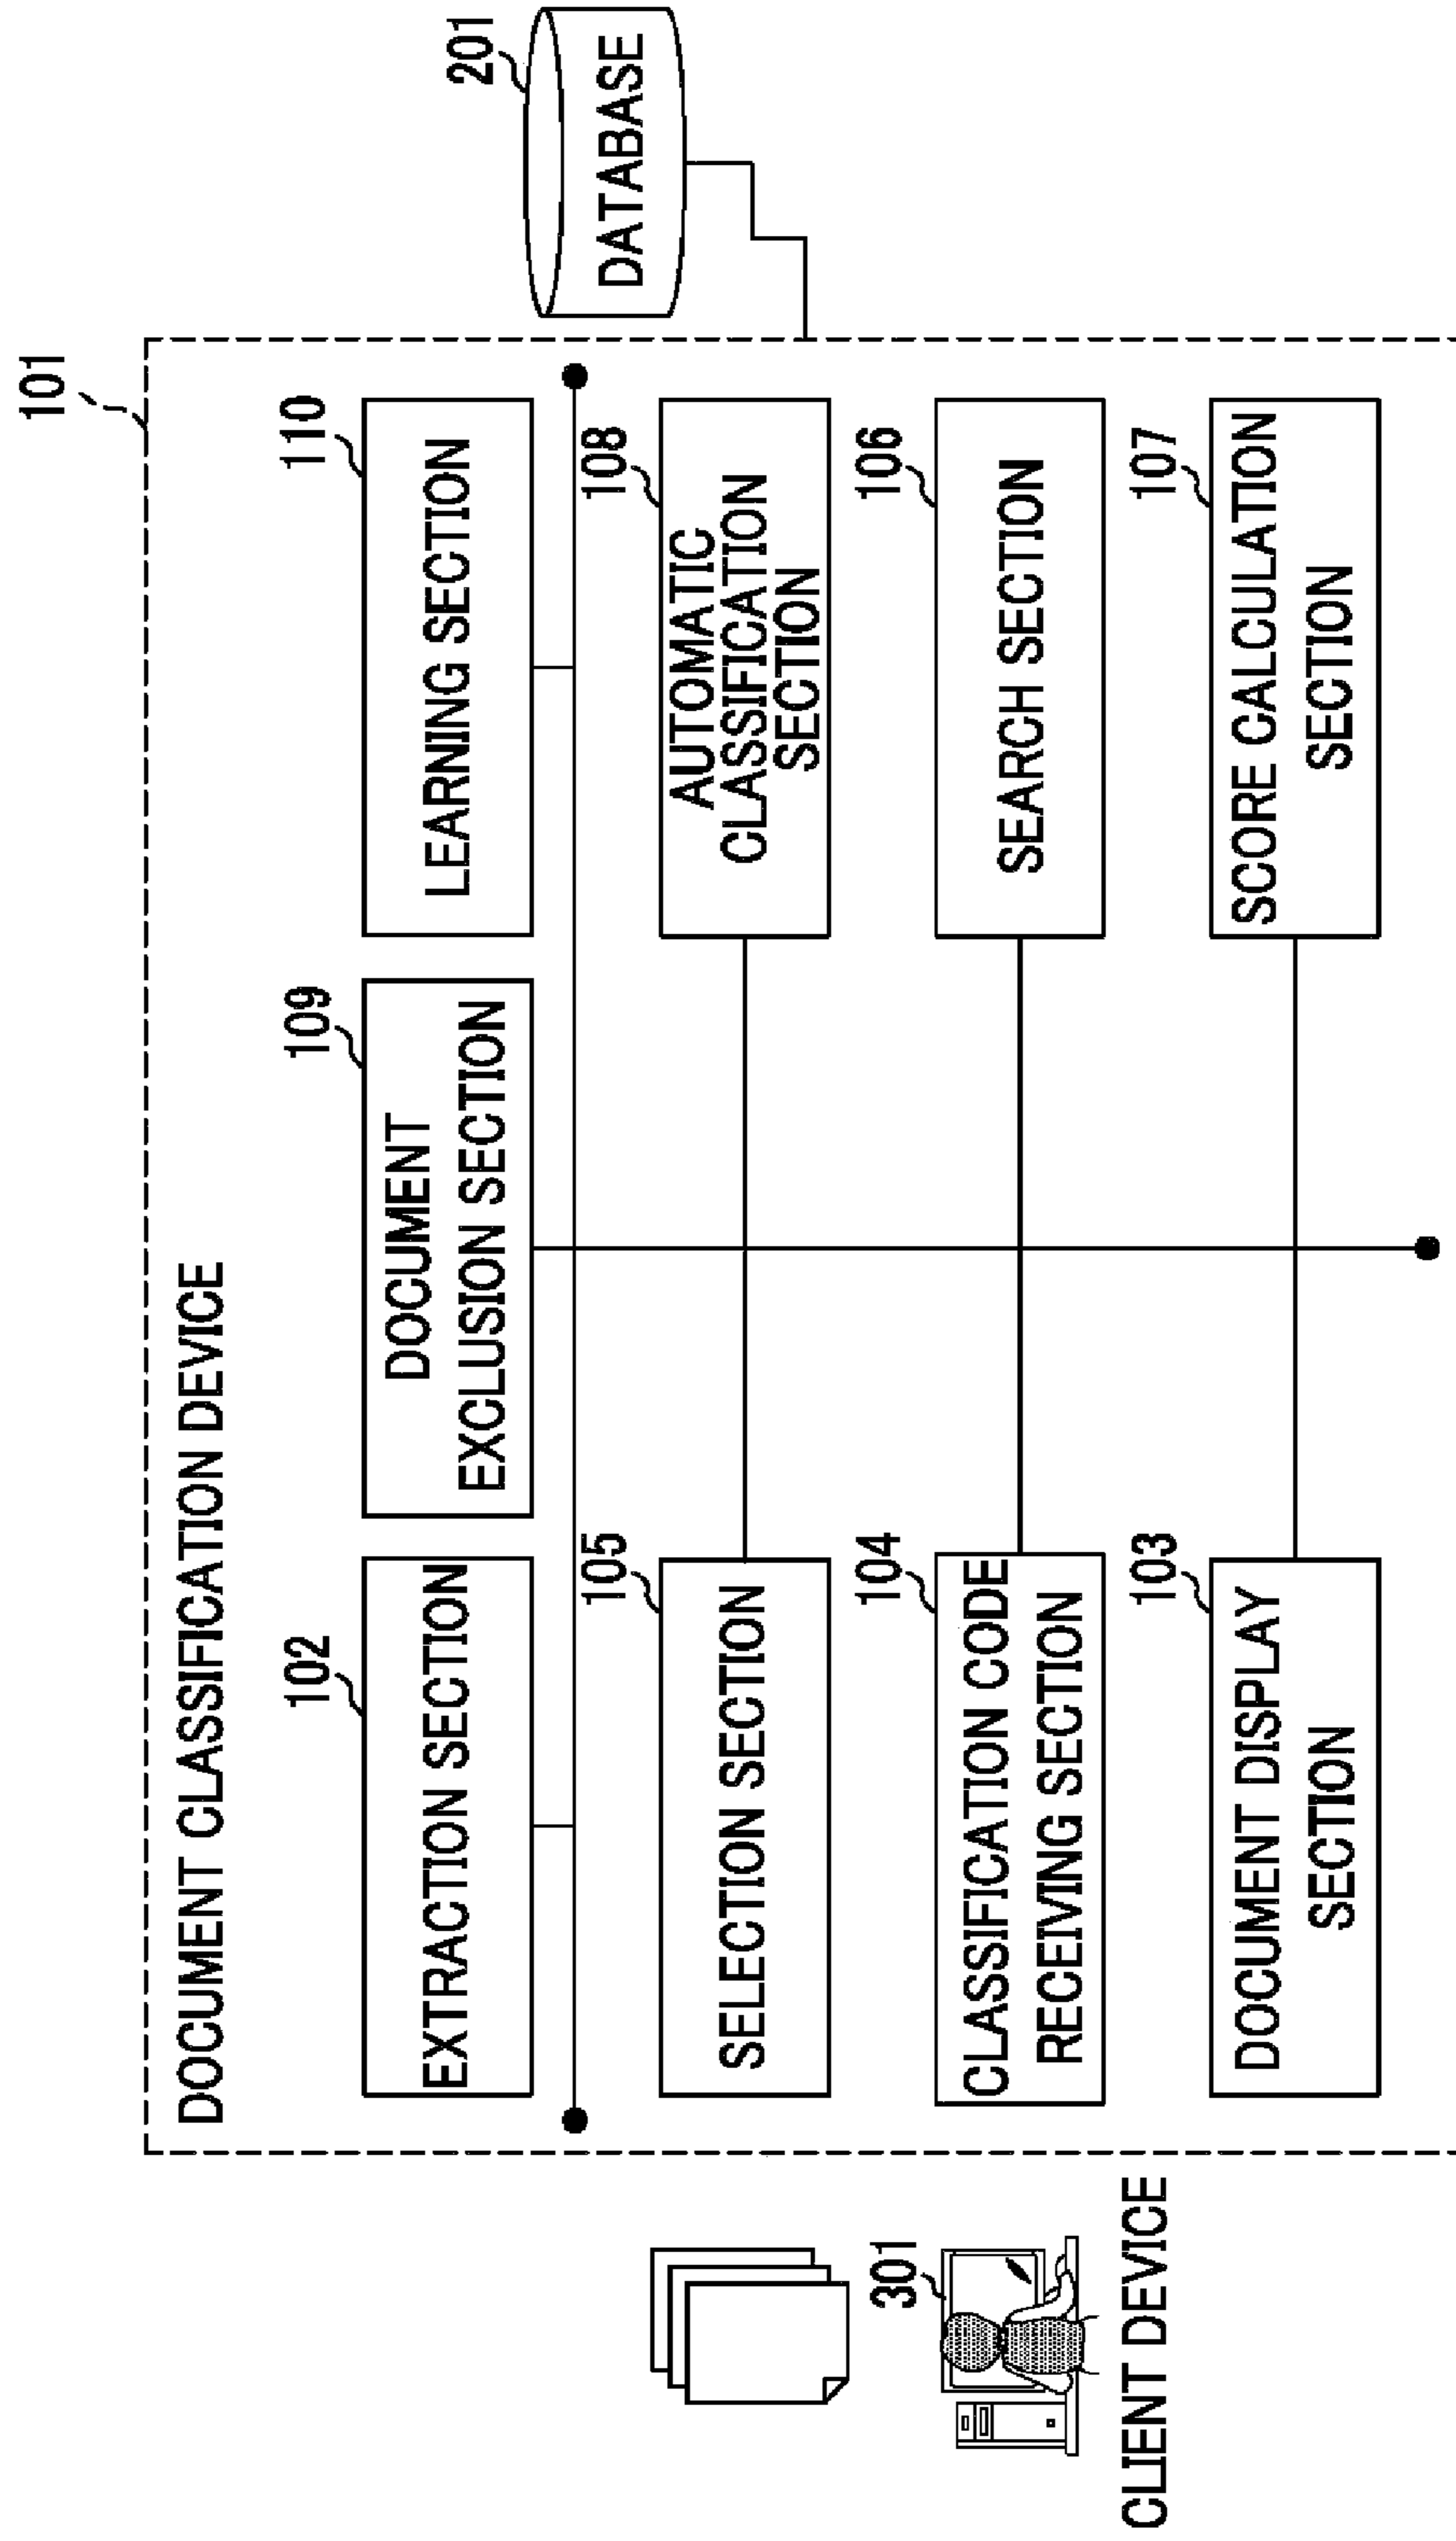 101
DOCUMENT CLASSIFICATION DEVICE
102
EXTRACTION SECTION
109
DOCUMENT
EXCLUSION SECTION
110
LEARNING SECTION
201
DATABASE
105
SELECTION SECTION
108
AUTOMATIC
CLASSIFICATION
SECTION
301
CLIENT DEVICE
104
CLASSIFICATION CODE
RECEIVING SECTION
106
SEARCH SECTION
103
DOCUMENT DISPLAY
SECTION
107
SCORE CALCULATION
SECTION